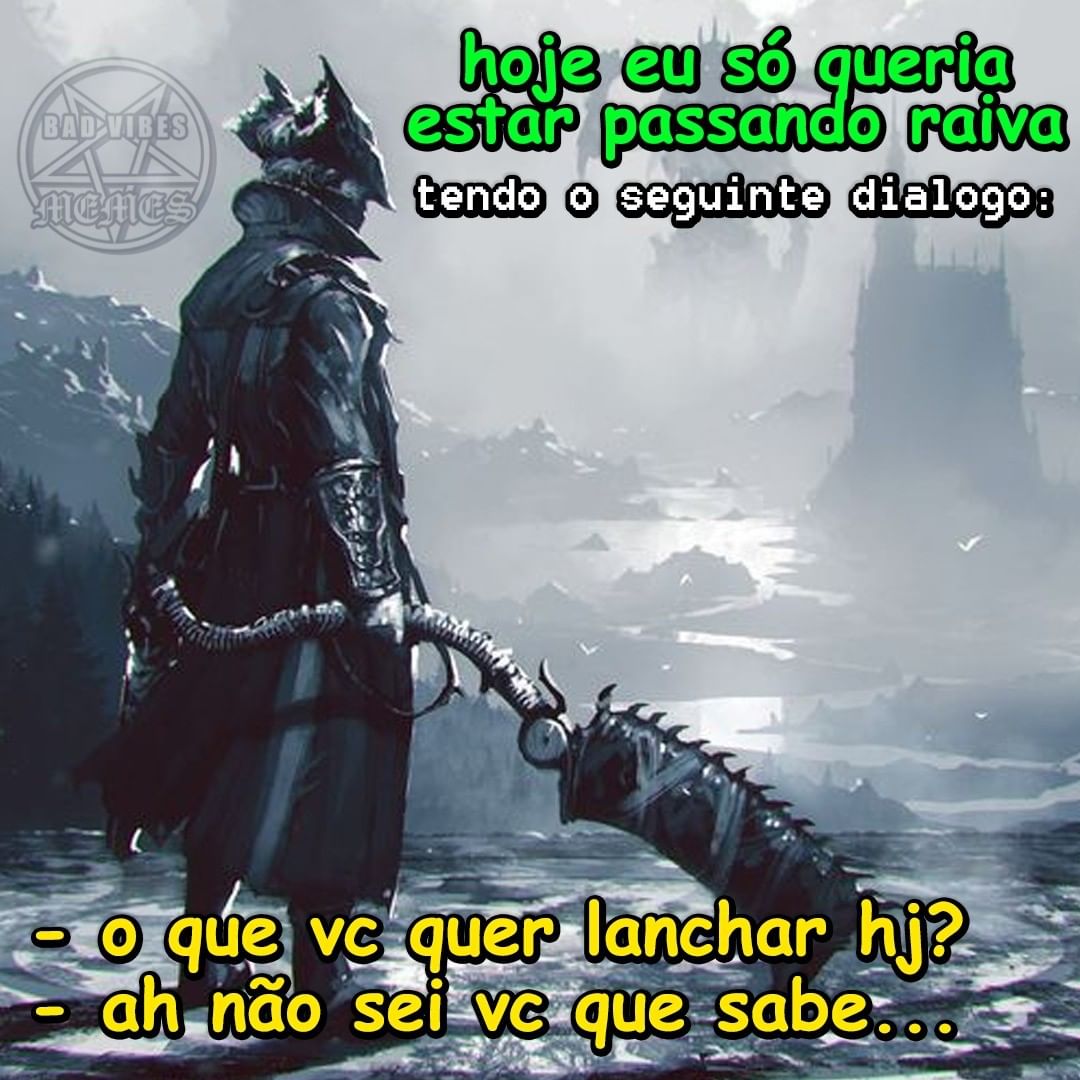 BAD VIBES
MEMES
hoje eu só queria
estar passando raiva
tendo o seguinte dialogo:
- o que vc quer lanchar hj?
- ah não sei vc que sabe...